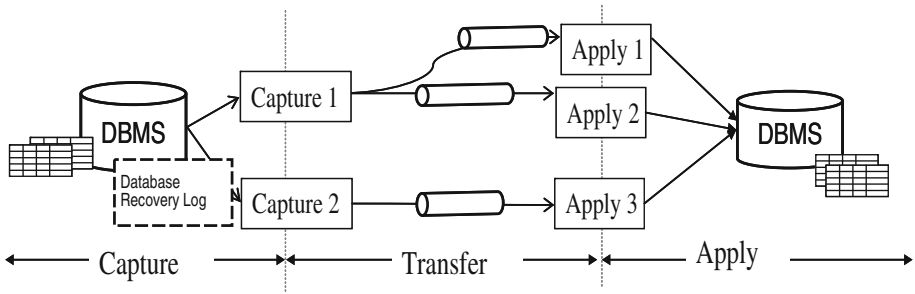 Apply 1
Capture 1
Apply 2
DBMS
DBMS
Database
Recovery Log
Capture 2
Apply 3
Capture
Transfer
Apply